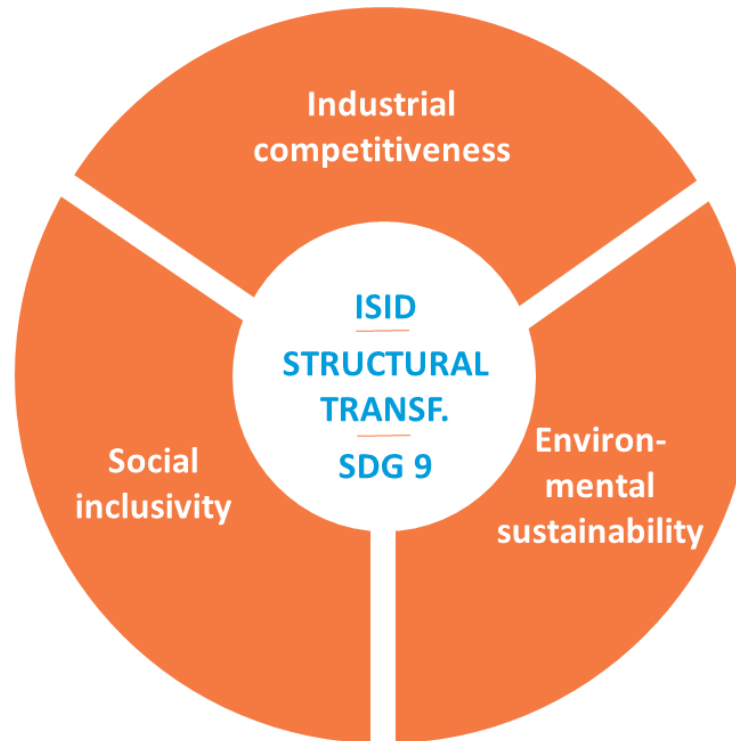 Industrial
competitiveness
ISID
STRUCTURAL
TRANSF.
SDG 9
Social
inclusivity
Environ-
mental
sustainability